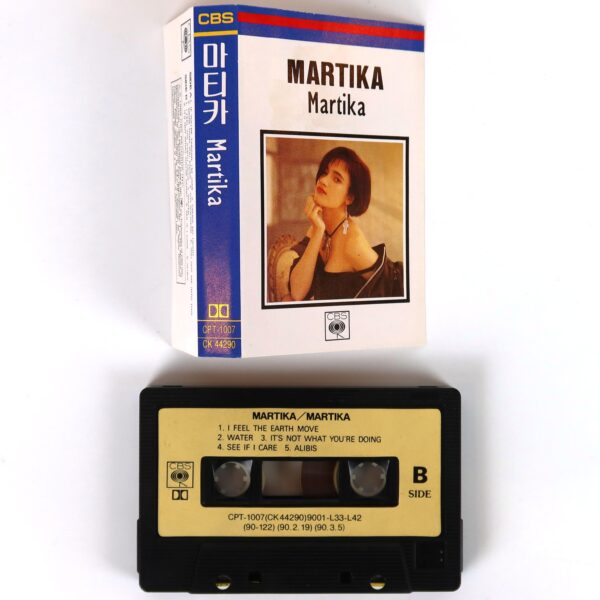 CBS
마티카 Martika
CPT-1007
CK 44290
MARTIKA
Martika
CBS
MARTIKA/MARTIKA
1. I FEEL THE EARTH MOVE
2. WATER 3. IT'S NOT WHAT YOU'RE DOING
4. SEE IF I CARE 5. ALIBIS
CBS
B
SIDE
CPT-1007(CK44290)9001-L33-L42
(90-122) (90.2.19) (90.3.5)